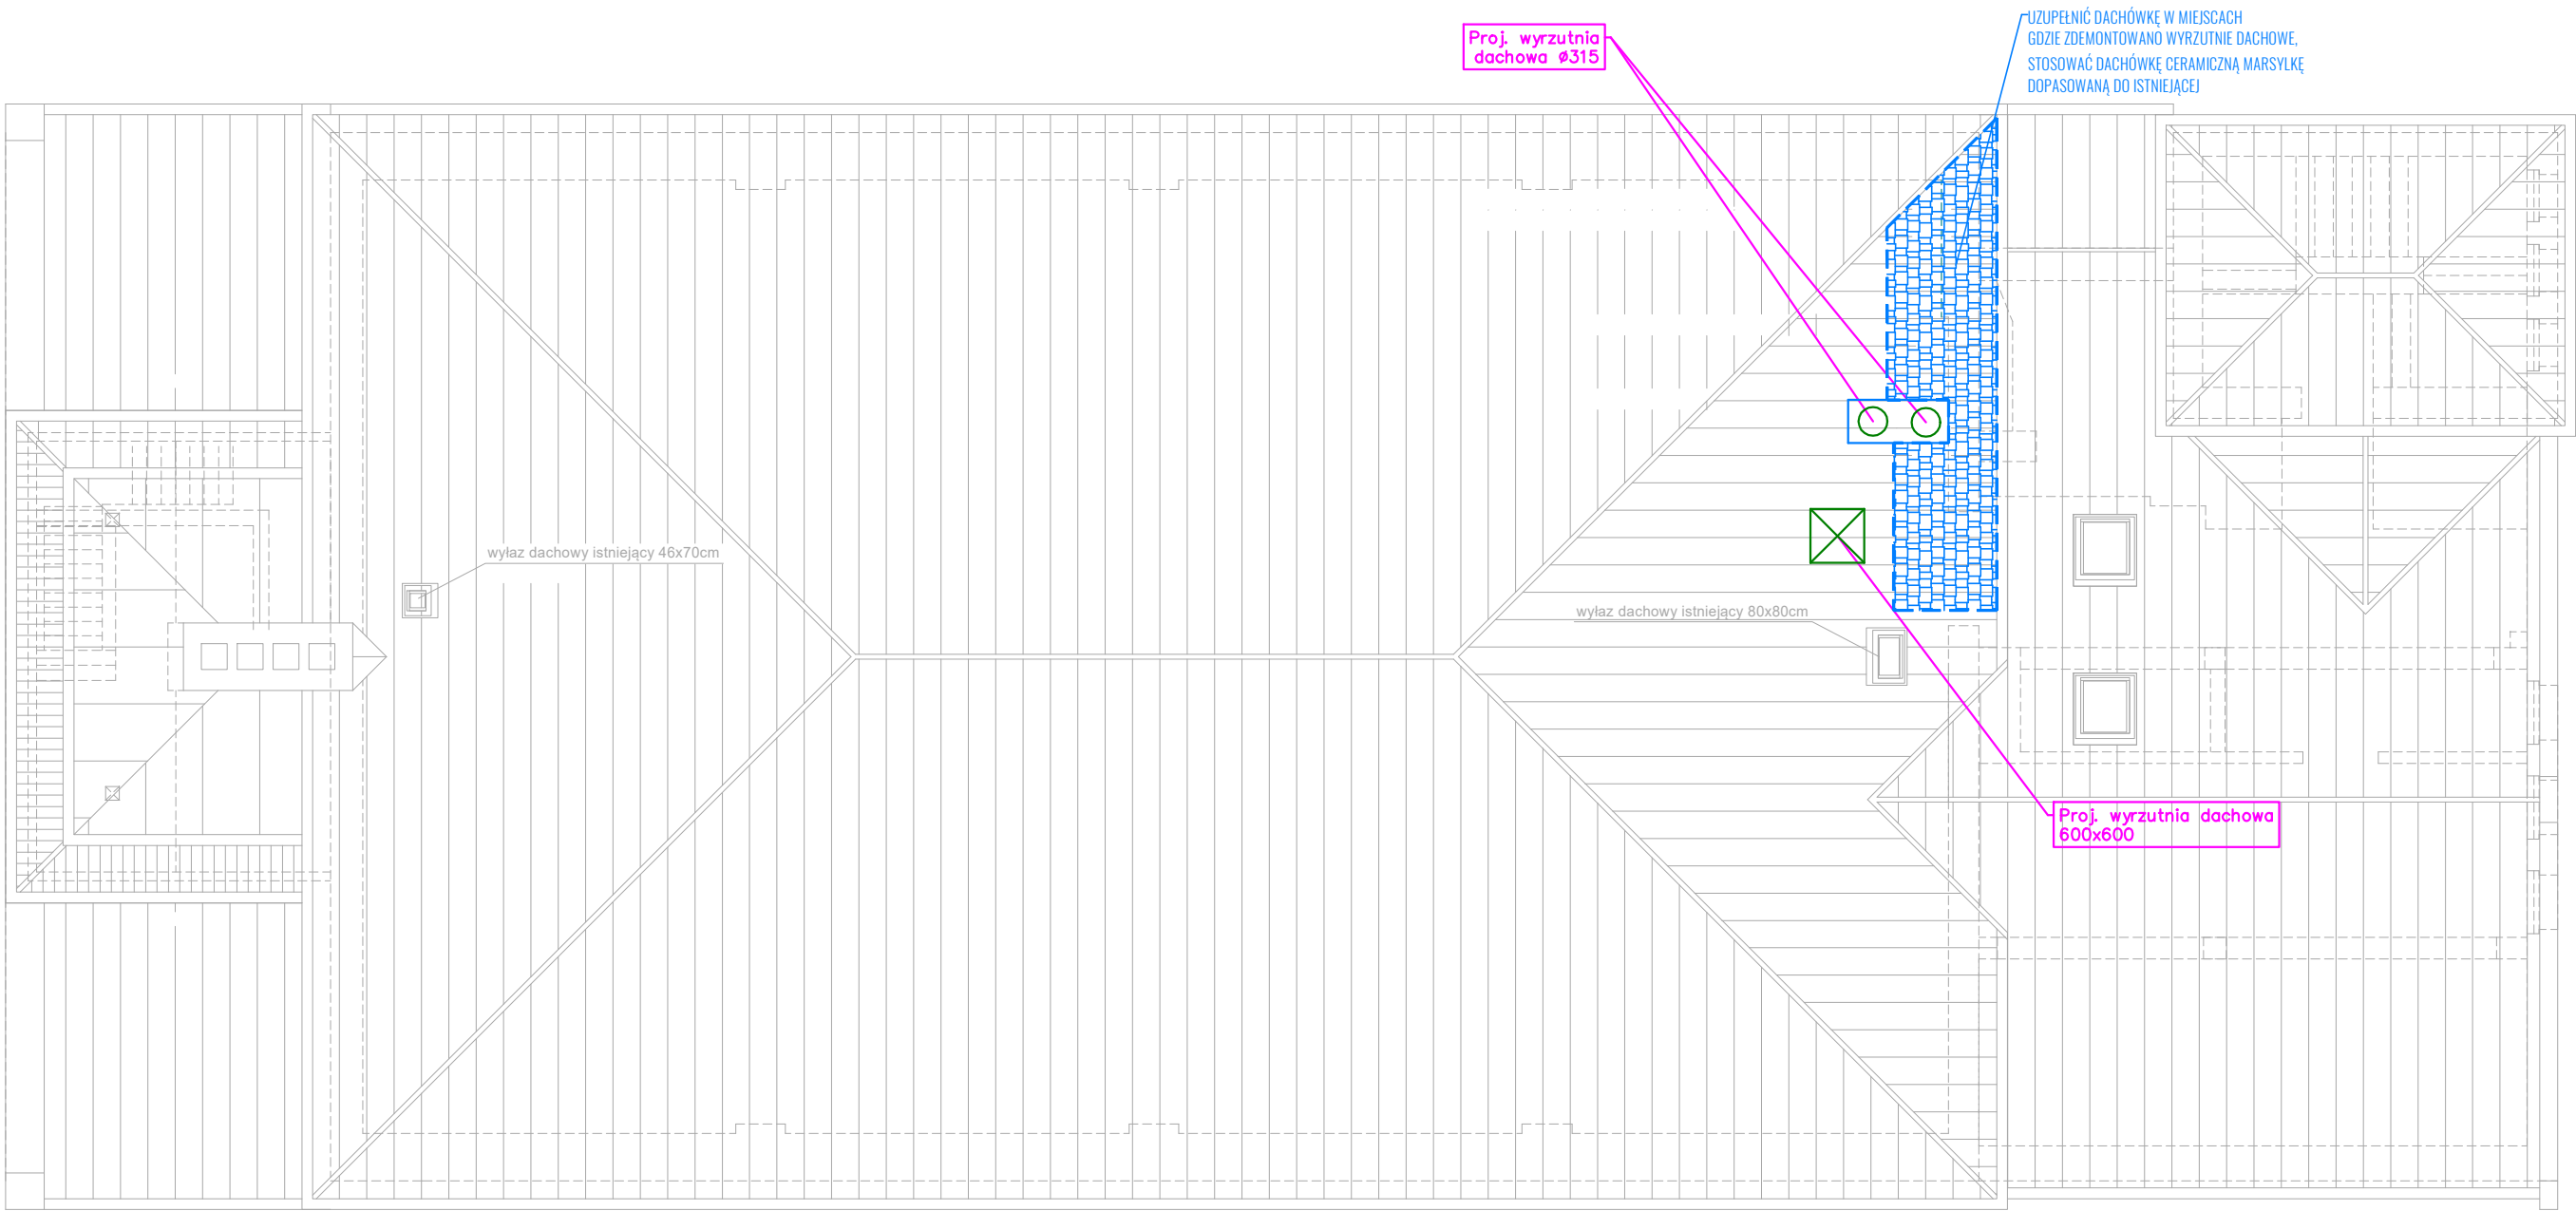 Proj. wyrzutnia
dachowa Ø315
UZUPEŁNIĆ DACHÓWKĘ W MIEJSCACH
GDZIE ZDEMONTOWANO WYRZUTNIE DACHOWE,
STOSOWAĆ DACHÓWKĘ CERAMICZNĄ MARSYLKĘ
DOPASOWANĄ DO ISTNIEJĄCEJ
wyłaz dachowy istniejący 46x70cm
wyłaz dachowy istniejący 80x80cm
Proj. wyrzutnia dachowa
600x600